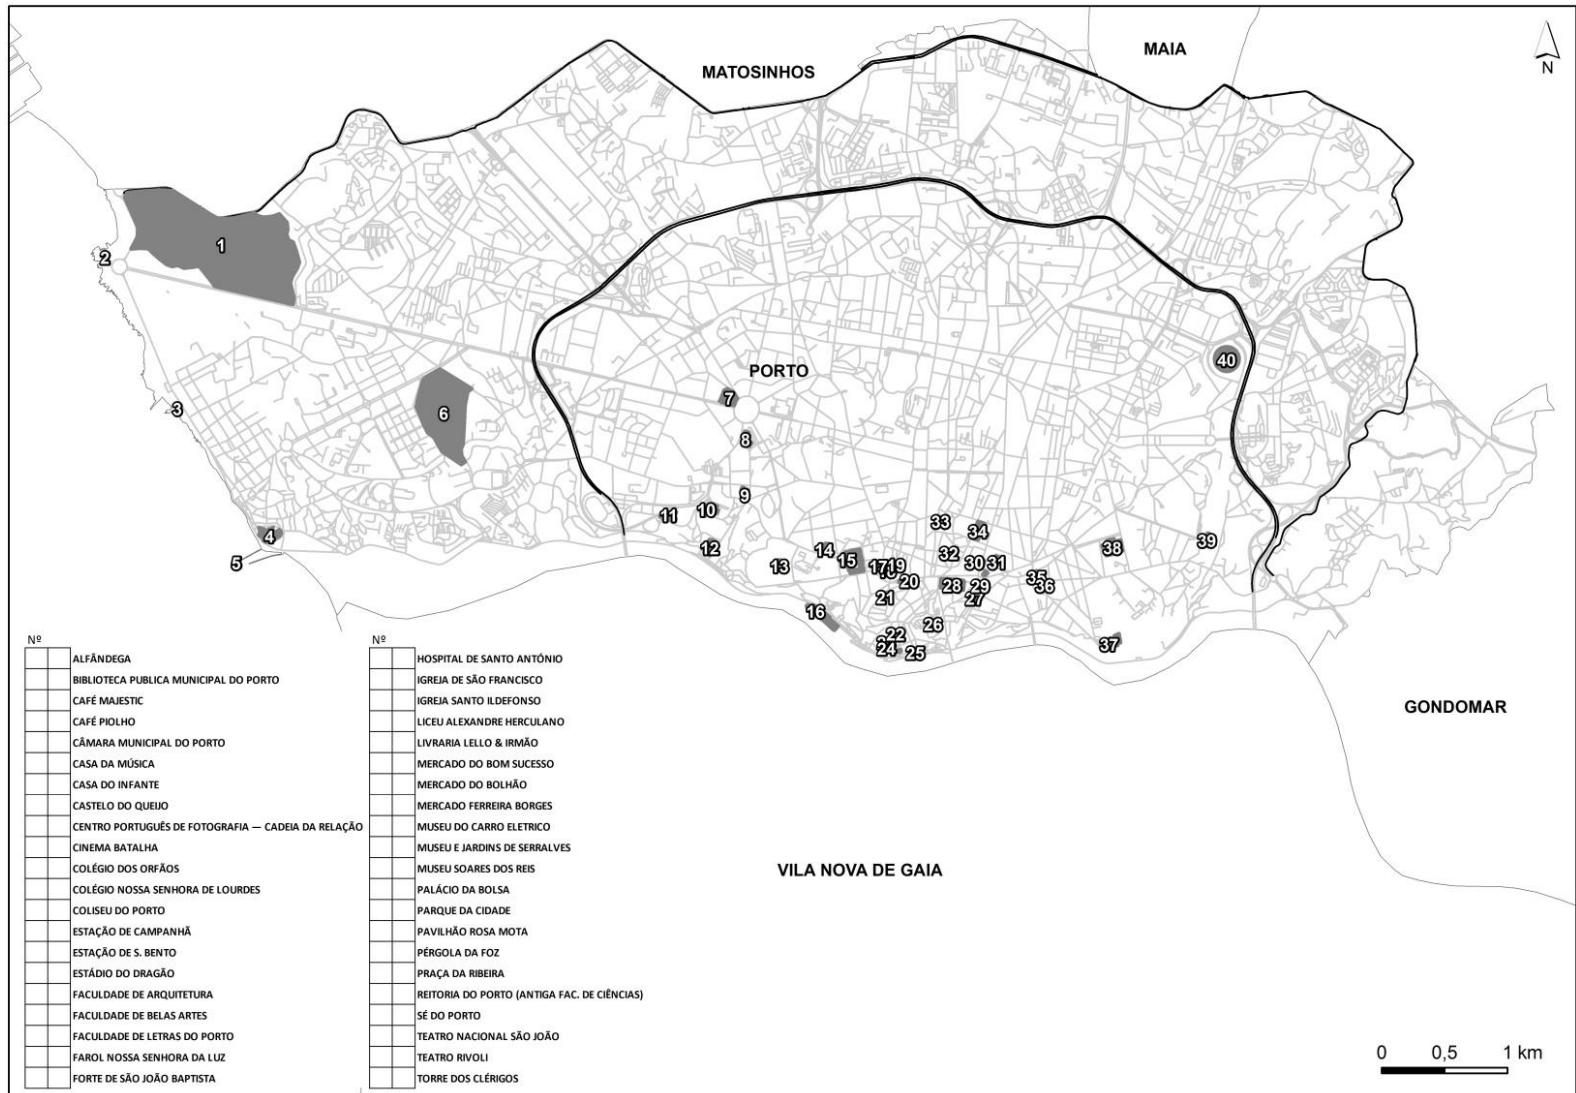 MAIA
MATOSINHOS
N
1
2
PORTO
40
7
3
6
8
9
10
11
33
34
4
5
12
14
13
15
17
19
18
32
30
31
38
39
20
28
29
35
36
21
27
16
26
22
24
25
37
Nº
ALFÂNDEGA
BIBLIOTECA PUBLICA MUNICIPAL DO PORTO
CAFÉ MAJESTIC
CAFÉ PIOLHO
CÂMARA MUNICIPAL DO PORTO
CASA DA MÚSICA
CASA DO INFANTE
CASTELO DO QUEIJO
CENTRO PORTUGUÊS DE FOTOGRAFIA — CADEIA DA RELAÇÃO
CINEMA BATALHA
COLÉGIO DOS ORFÃOS
COLÉGIO NOSSA SENHORA DE LOURDES
COLISEU DO PORTO
ESTAÇÃO DE CAMPANHÃ
ESTAÇÃO DE S. BENTO
ESTÁDIO DO DRAGÃO
FACULDADE DE ARQUITETURA
FACULDADE DE BELAS ARTES
FACULDADE DE LETRAS DO PORTO
FAROL NOSSA SENHORA DA LUZ
FORTE DE SÃO JOÃO BAPTISTA
Nº
HOSPITAL DE SANTO ANTÓNIO
IGREJA DE SÃO FRANCISCO
IGREJA SANTO ILDEFONSO
LICEU ALEXANDRE HERCULANO
LIVRARIA LELLO & IRMÃO
MERCADO DO BOM SUCESSO
MERCADO DO BOLHÃO
MERCADO FERREIRA BORGES
MUSEU DO CARRO ELETRICO
MUSEU E JARDINS DE SERRALVES
MUSEU SOARES DOS REIS
PALÁCIO DA BOLSA
PARQUE DA CIDADE
PAVILHÃO ROSA MOTA
PÉRGOLA DA FOZ
PRAÇA DA RIBEIRA
REITORIA DO PORTO (ANTIGA FAC. DE CIÊNCIAS)
SÉ DO PORTO
TEATRO NACIONAL SÃO JOÃO
TEATRO RIVOLI
TORRE DOS CLÉRIGOS
GONDOMAR
VILA NOVA DE GAIA
0 0,5 1 km